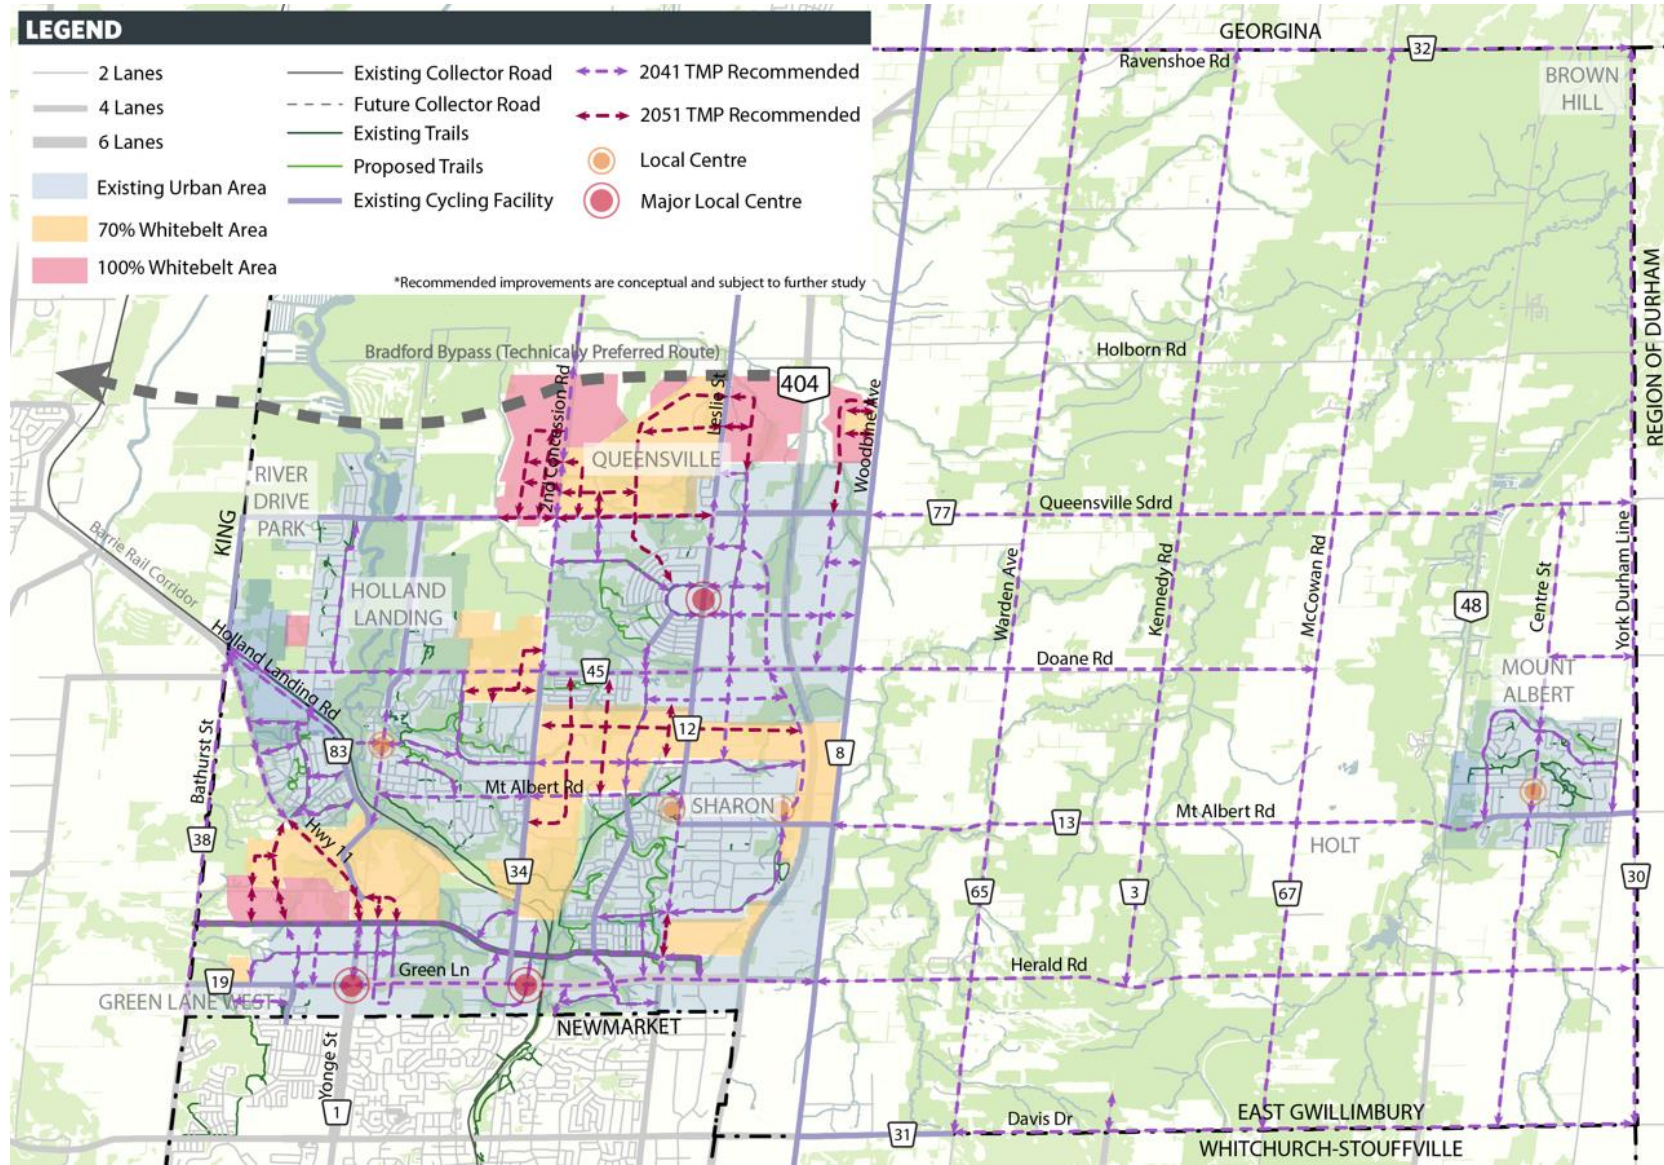 LEGEND
2 Lanes
4 Lanes
6 Lanes
Existing Urban Area
70% Whitebelt Area
100% Whitebelt Area
Existing Collector Road
Future Collector Road
Existing Trails
Proposed Trails
Existing Cycling Facility
2041 TMP Recommended
2051 TMP Recommended
Local Centre
Major Local Centre
*Recommended improvements are conceptual and subject to further study
GEORGINA
32
Ravenshoe Rd
BROWN
HILL
REGION OF DURHAM
Holborn Rd
Bradford Bypass (Technically Preferred Route)
404
2nd Concession Rd
Leslie St
Woodbine Ave
QUEENSVILLE
RIVER
DRIVE
PARK
KING
Barrie Rail Corridor
77
Queensville Sdrd
Warden Ave
Kennedy Rd
McCowan Rd
Centre St
York Durham Line
48
HOLLAND
LANDING
Holland Landing Rd
45
Doane Rd
MOUNT
ALBERT
Bathurst St
83
12
8
Mt Albert Rd
SHARON
13
Mt Albert Rd
HOLT
38
Hwy 11
34
65
3
67
30
19
Green Ln
Herald Rd
GREEN LANE WEST
NEWMARKET
Yonge St
1
31
Davis Dr
EAST GWILLIMBURY
WHITCHURCH-STOUFFVILLE